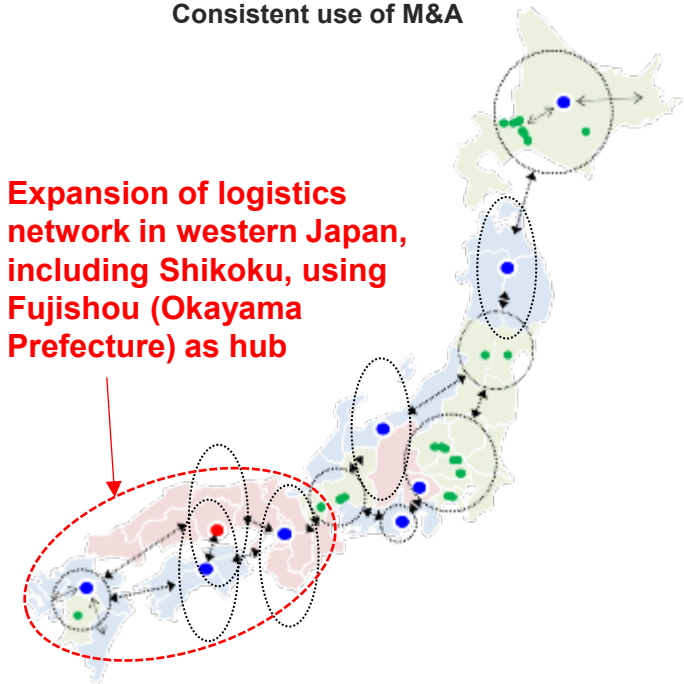 Consistent use of M&A
Expansion of logistics
network in western Japan,
including Shikoku, using
Fujishou (Okayama
Prefecture) as hub